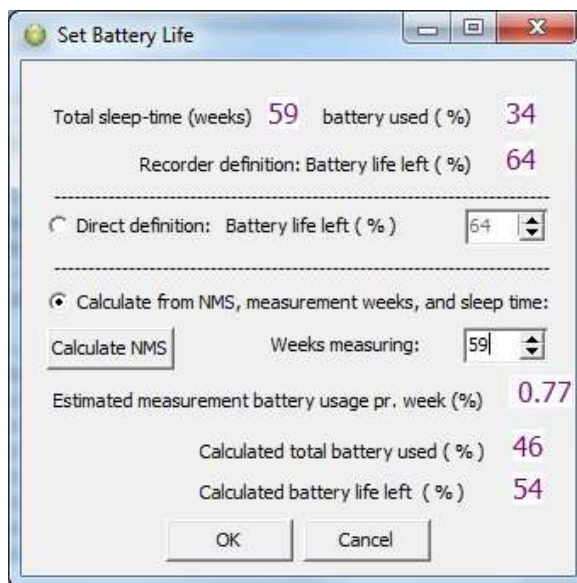 Set Battery Life
Total sleep-time (weeks) 59 battery used ( %) 34
Recorder definition: Battery life left (%) 64
Direct definition: Battery life left ( % ) 64
Calculate from NMS, measurement weeks, and sleep time:
Calculate NMS Weeks measuring: 59
Estimated measurement battery usage pr. week (%) 0.77
Calculated total battery used ( % ) 46
Calculated battery life left ( % ) 54
OK Cancel